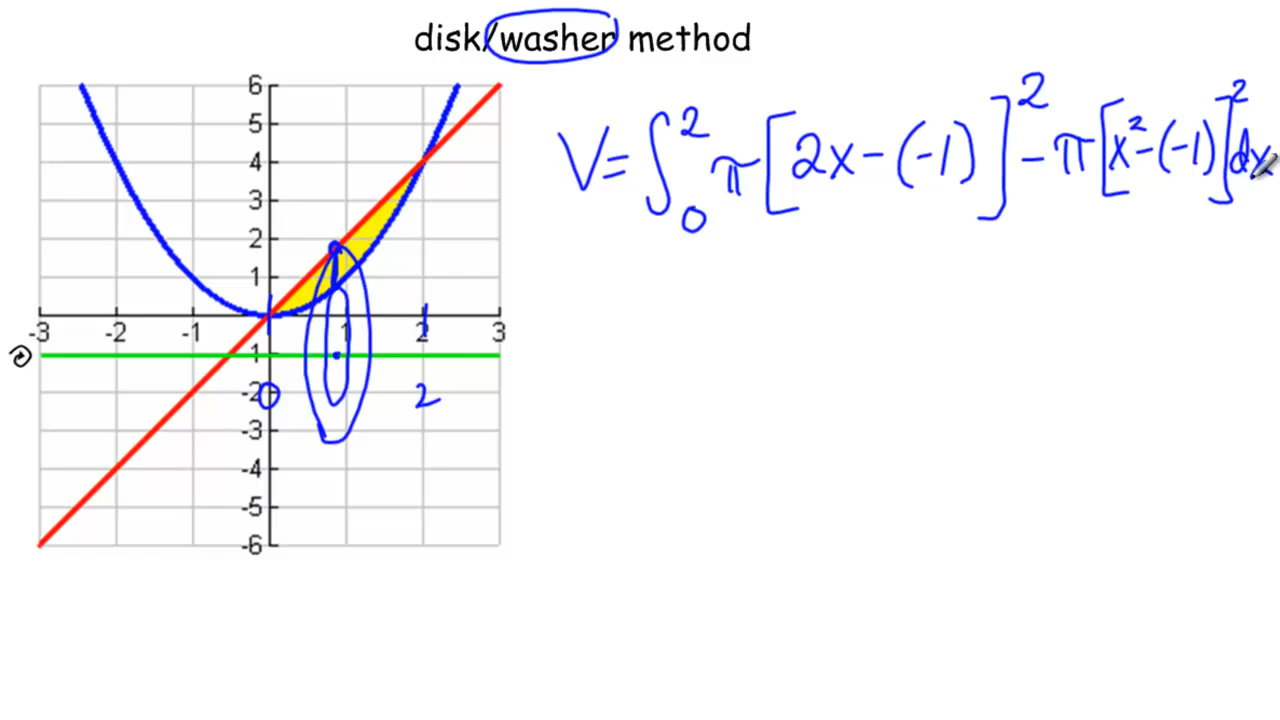 disk/washer method
V = ∫₀² π[2x - (-1)]² - π[x² - (-1)]² dx
6
5
4
3
2
1
-3 -2 -1 1 2 3
-1
0 -2 2
-3
-4
-5
-6